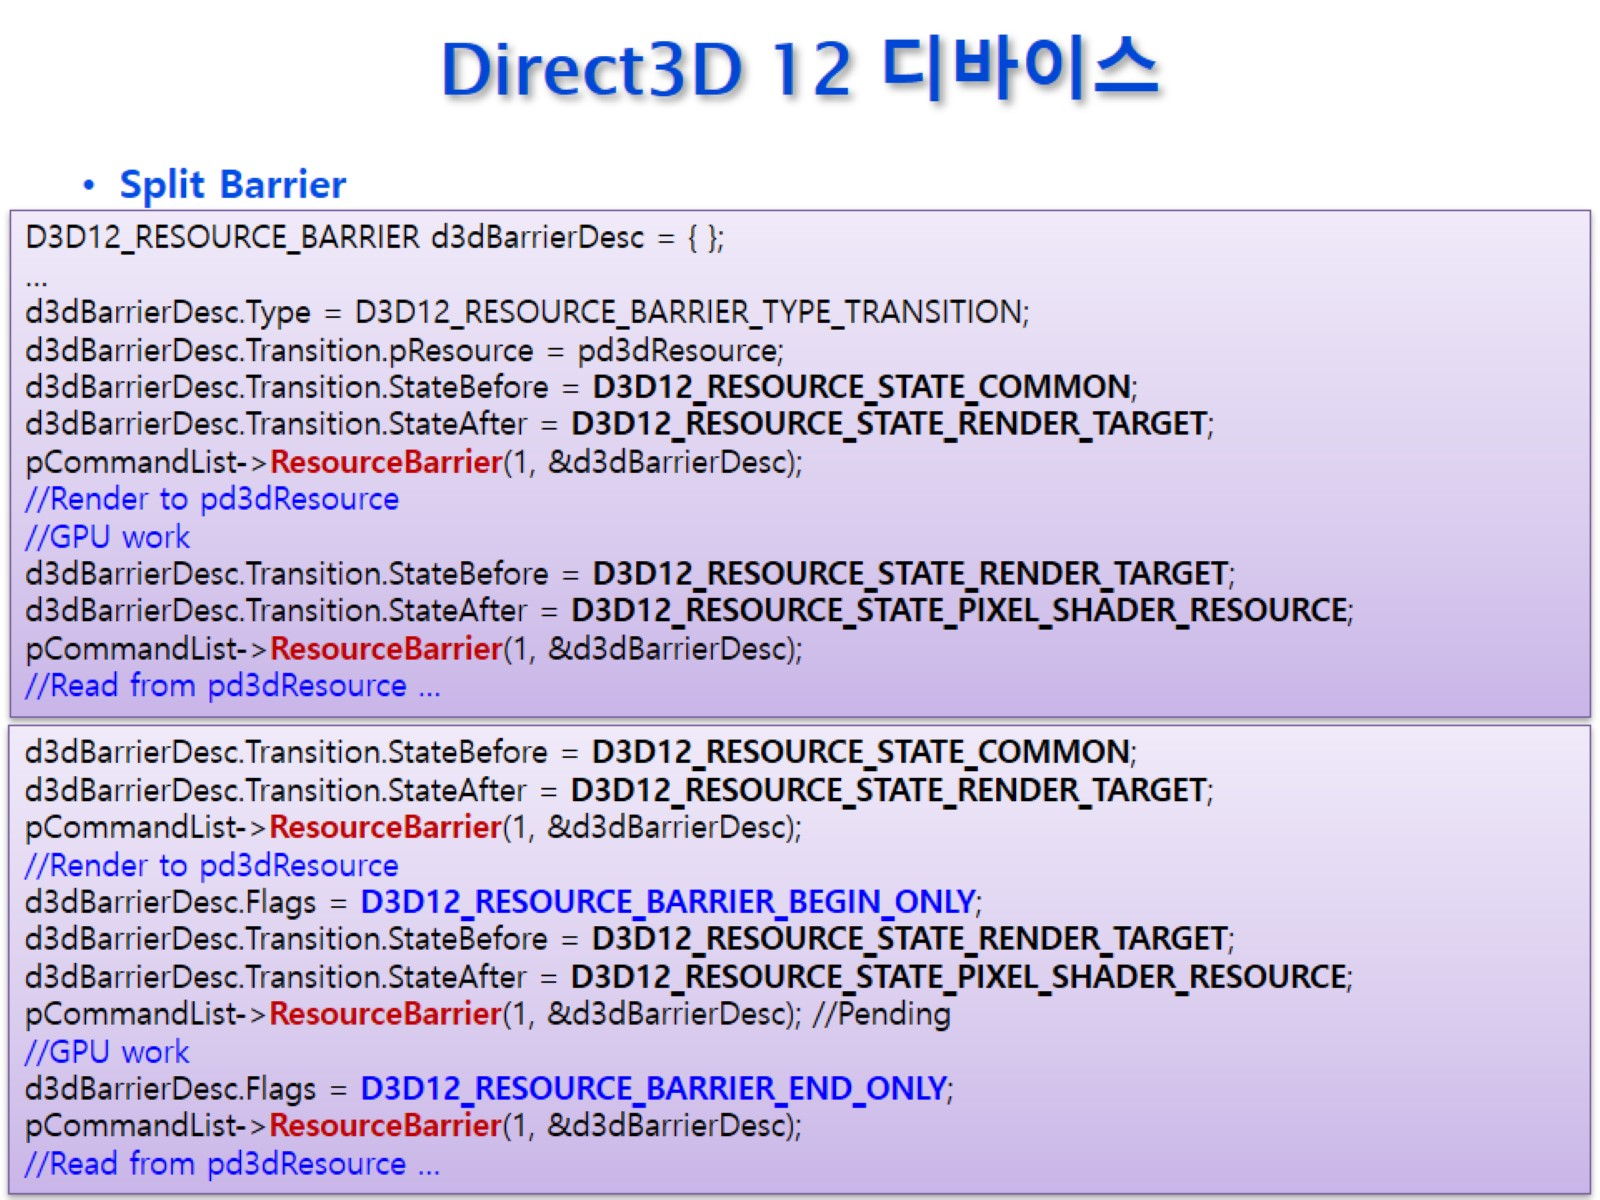 Direct3D 12 디바이스
• Split Barrier
D3D12_RESOURCE_BARRIER d3dBarrierDesc = { };
...
d3dBarrierDesc.Type = D3D12_RESOURCE_BARRIER_TYPE_TRANSITION;
d3dBarrierDesc.Transition.pResource = pd3dResource;
d3dBarrierDesc.Transition.StateBefore = D3D12_RESOURCE_STATE_COMMON;
d3dBarrierDesc.Transition.StateAfter = D3D12_RESOURCE_STATE_RENDER_TARGET;
pCommandList->ResourceBarrier(1, &d3dBarrierDesc);
//Render to pd3dResource
//GPU work
d3dBarrierDesc.Transition.StateBefore = D3D12_RESOURCE_STATE_RENDER_TARGET;
d3dBarrierDesc.Transition.StateAfter = D3D12_RESOURCE_STATE_PIXEL_SHADER_RESOURCE;
pCommandList->ResourceBarrier(1, &d3dBarrierDesc);
//Read from pd3dResource ...
d3dBarrierDesc.Transition.StateBefore = D3D12_RESOURCE_STATE_COMMON;
d3dBarrierDesc.Transition.StateAfter = D3D12_RESOURCE_STATE_RENDER_TARGET;
pCommandList->ResourceBarrier(1, &d3dBarrierDesc);
//Render to pd3dResource
d3dBarrierDesc.Flags = D3D12_RESOURCE_BARRIER_BEGIN_ONLY;
d3dBarrierDesc.Transition.StateBefore = D3D12_RESOURCE_STATE_RENDER_TARGET;
d3dBarrierDesc.Transition.StateAfter = D3D12_RESOURCE_STATE_PIXEL_SHADER_RESOURCE;
pCommandList->ResourceBarrier(1, &d3dBarrierDesc); //Pending
//GPU work
d3dBarrierDesc.Flags = D3D12_RESOURCE_BARRIER_END_ONLY;
pCommandList->ResourceBarrier(1, &d3dBarrierDesc);
//Read from pd3dResource ...